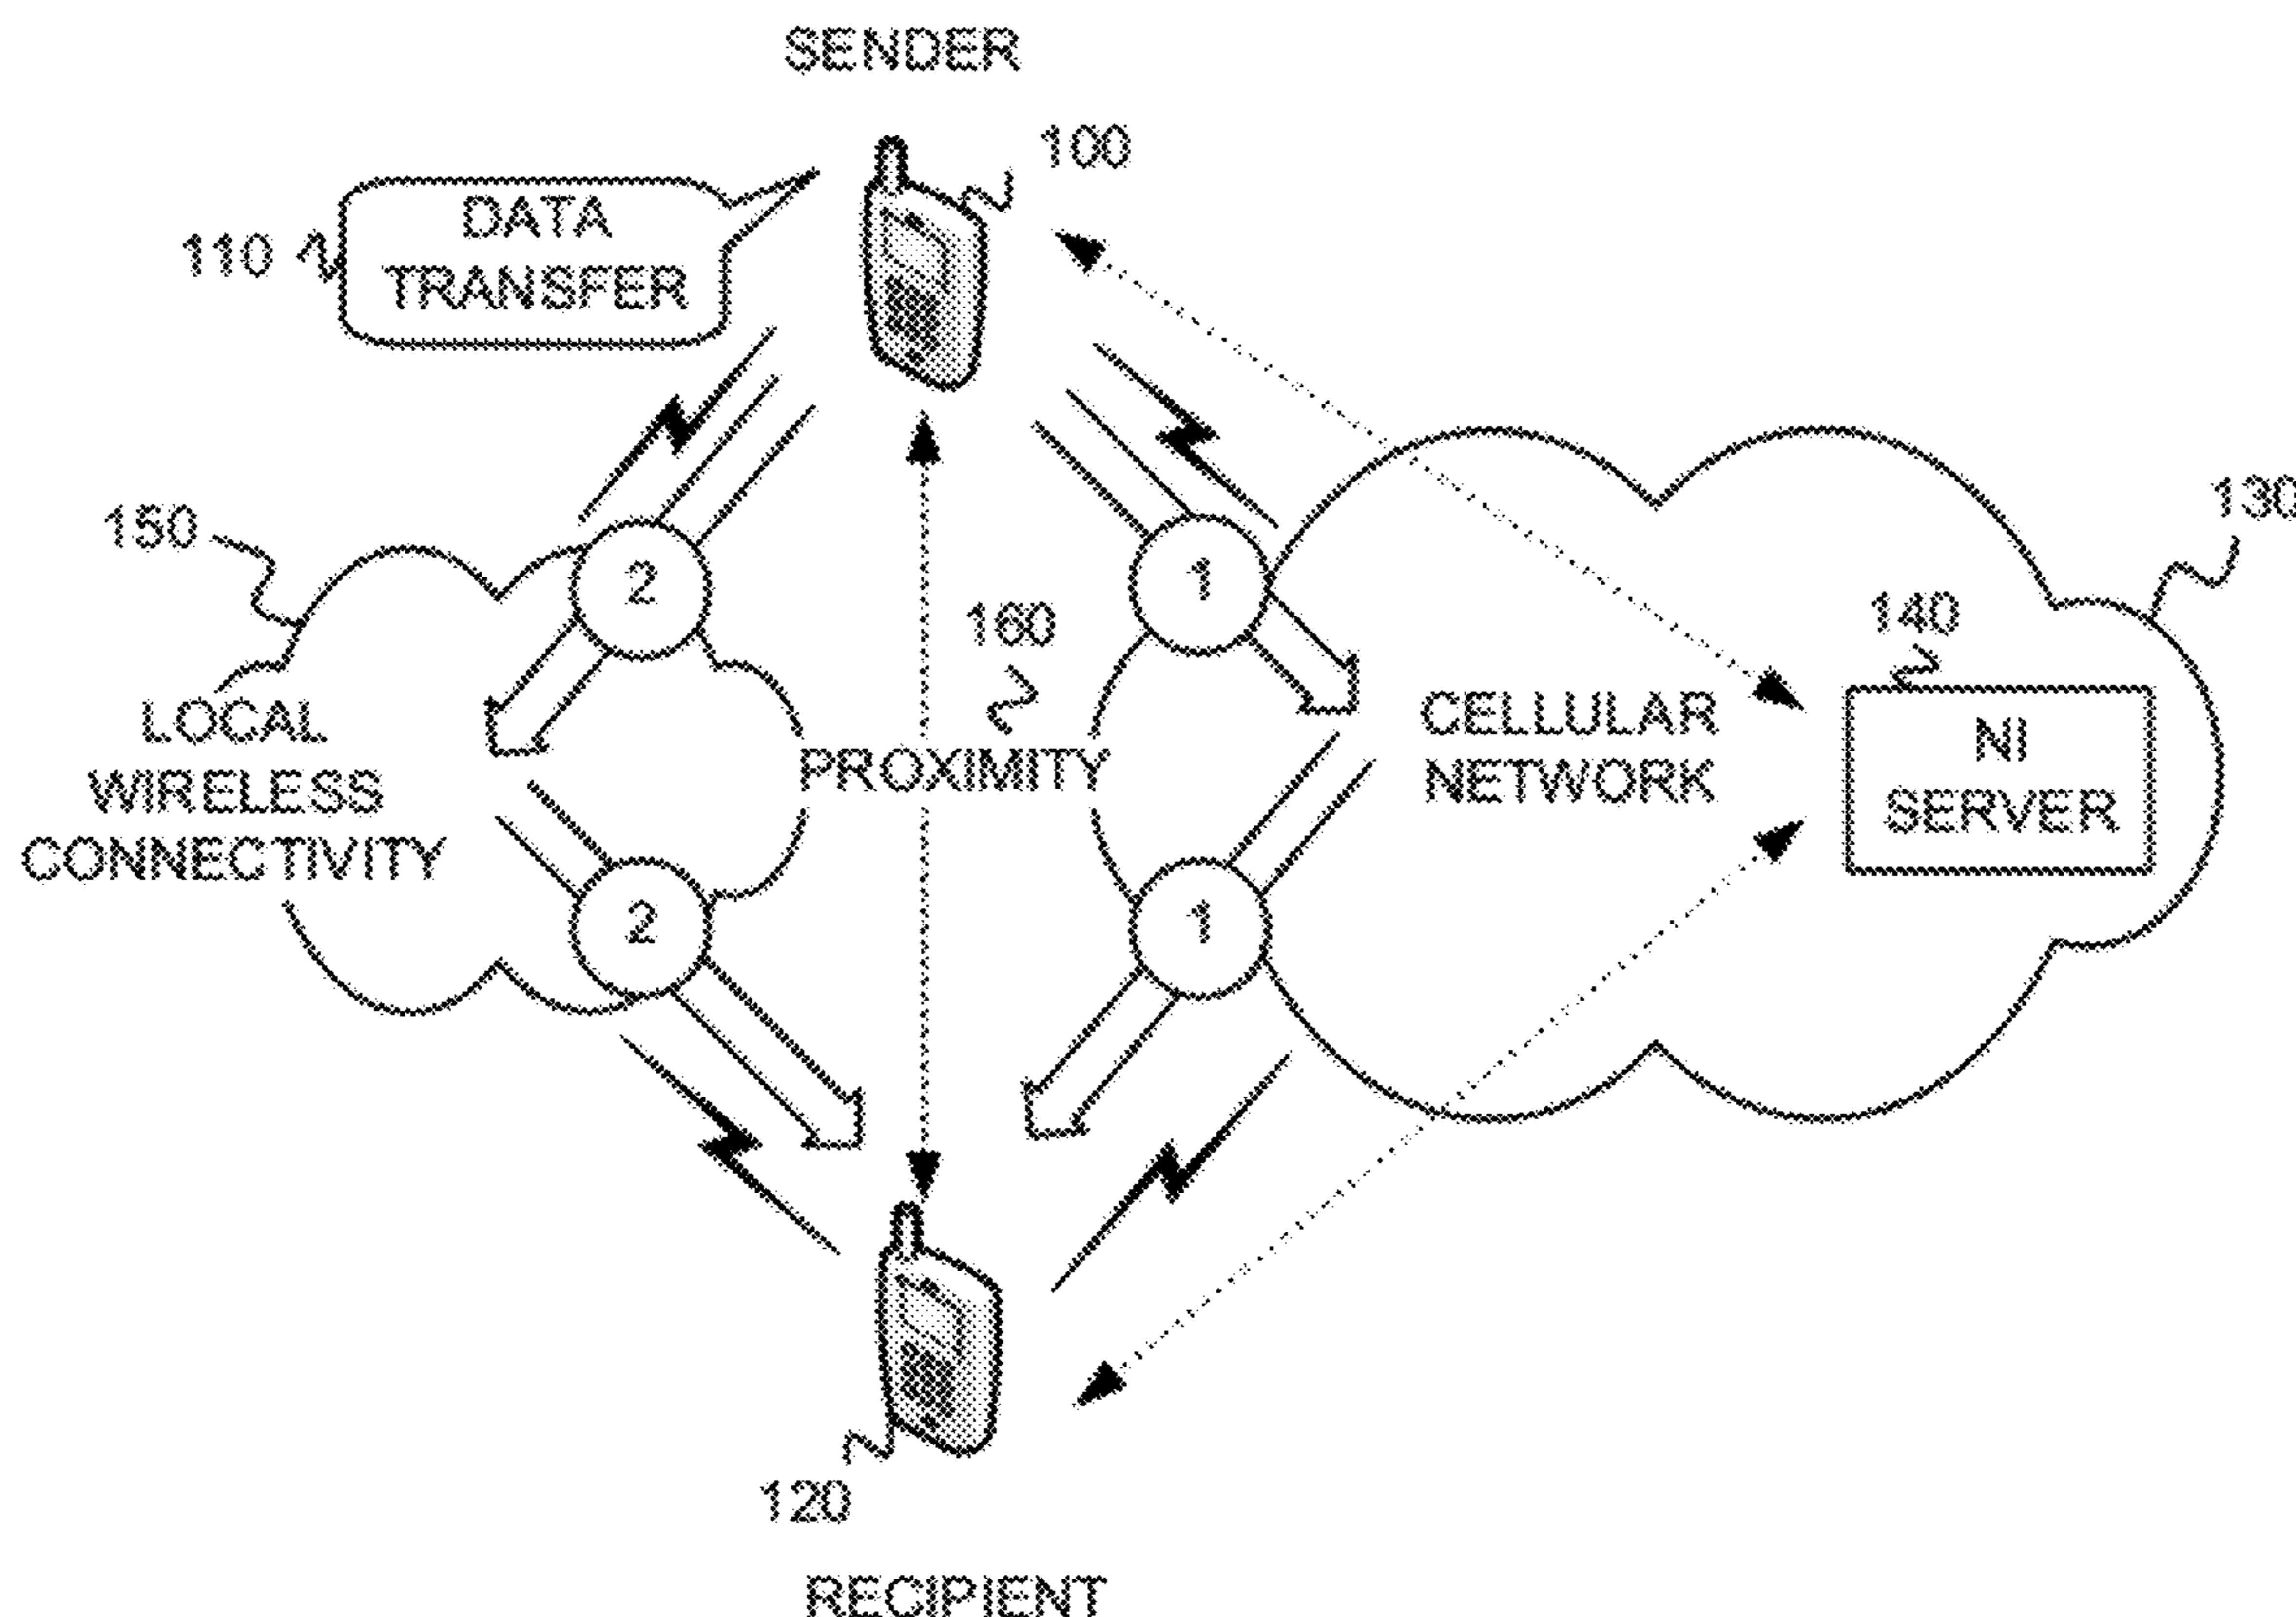 SENDER
100
DATA
TRANSFER
110
150
130
2
1
160
140
LOCAL
WIRELESS
CONNECTIVITY
PROXIMITY
CELLULAR
NETWORK
NI
SERVER
2
1
120
RECIPIENT